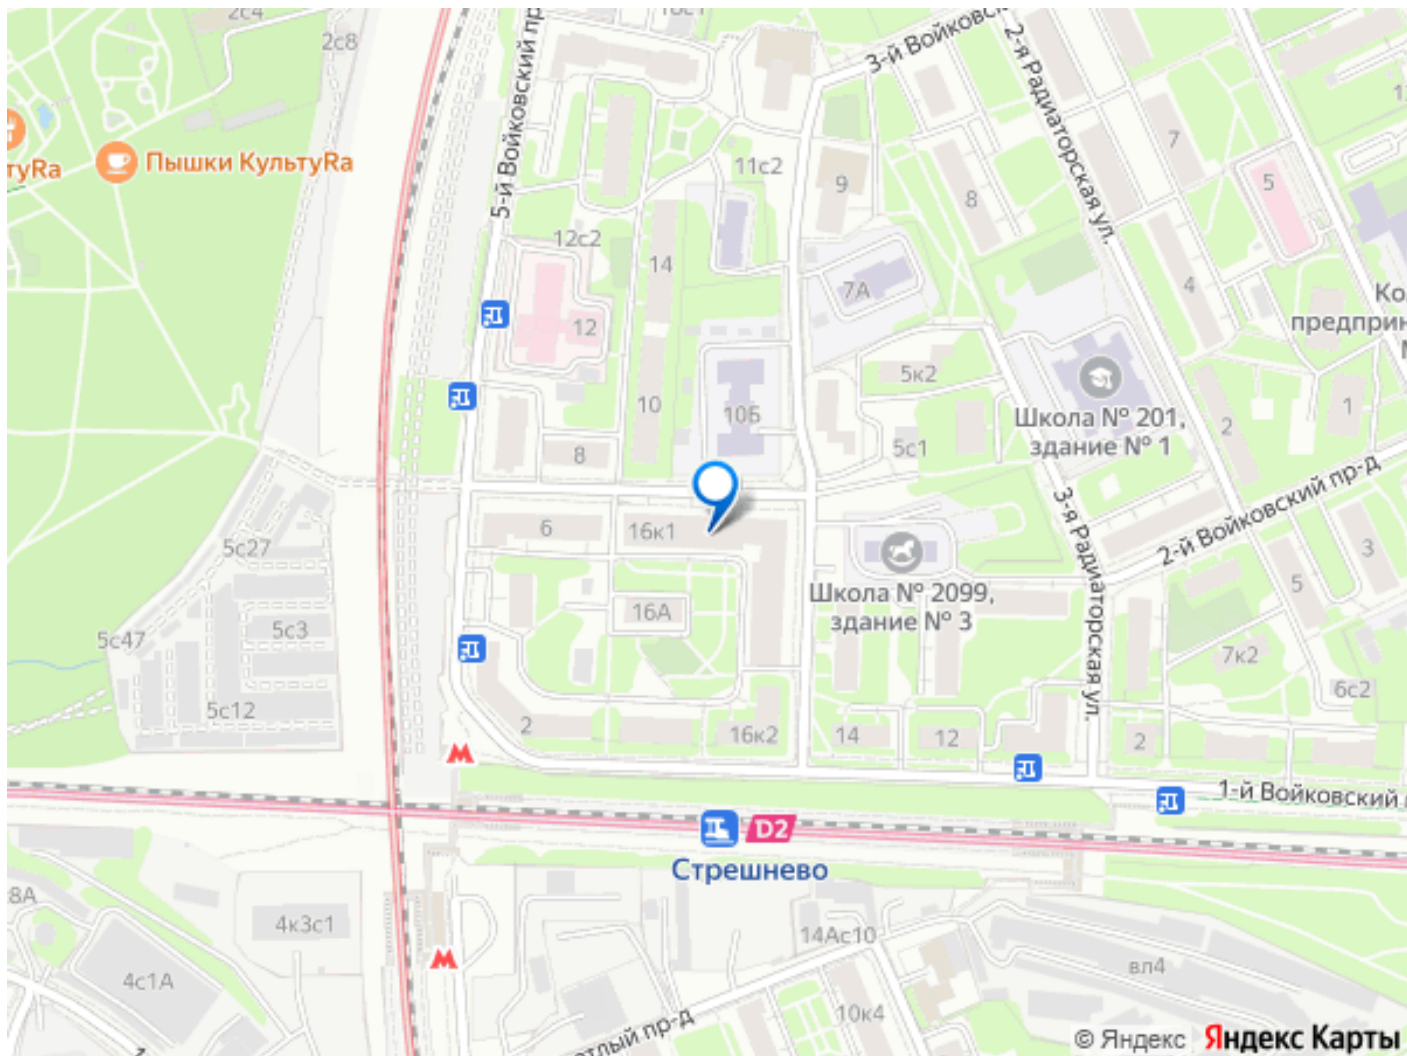 2с4
2с8
16с1
3-й Войковс
2-я Радиаторская ул.
5-й Войковский пр
туRa
Пышки КультуRa
11с2
9
8
7
5
12с2
14
12
7А
4
Ко
предприн
10
10Б
5к2
5с1
8
Школа № 201,
здание № 1
2
1
6
16к1
3-я Радиаторская ул.
2-й Войковский пр-д
3
5
5с27
Школа № 2099,
здание № 3
16А
5с3
5с47
5с12
7к2
6с2
2
16к2
14
12
2
М
1-й Войковский
D2
Стрешнево
8А
4к3с1
14Ас10
М
4с1А
вл4
10к4
тлый пр-д
© Яндекс Яндекс Карты